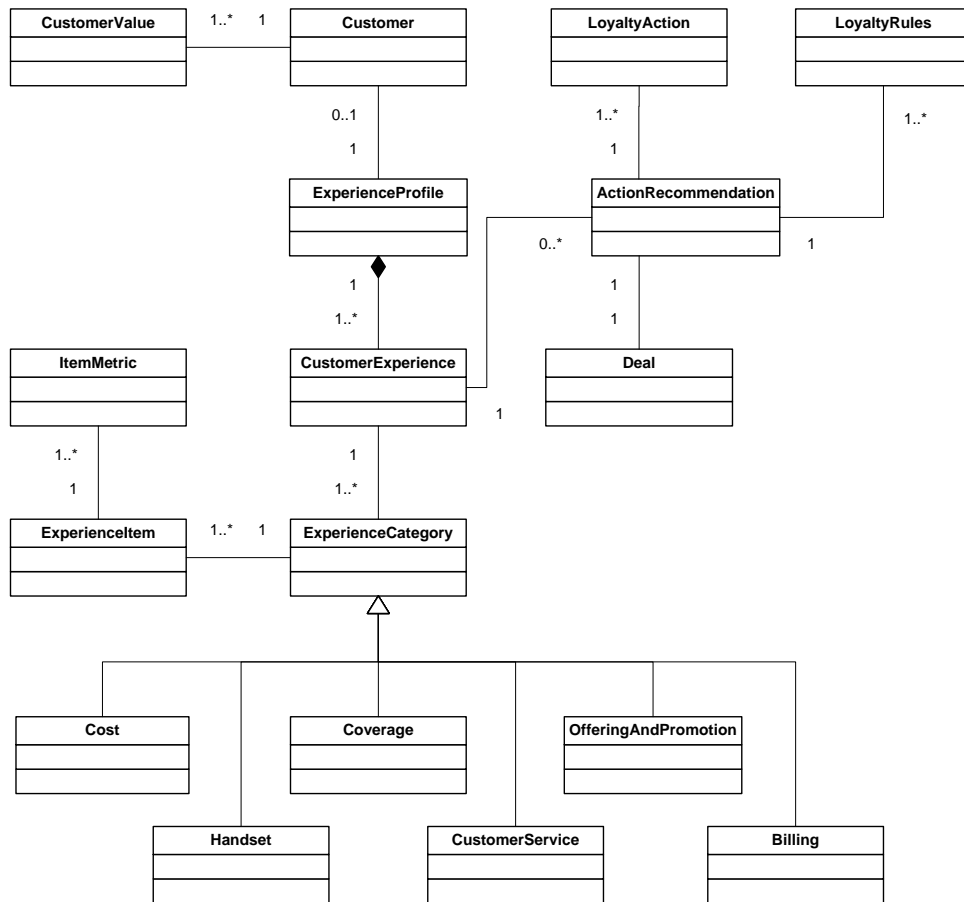 CustomerValue
1..*
1
Customer
LoyaltyAction
LoyaltyRules
0..1
1
1..*
1
1..*
ExperienceProfile
ActionRecommendation
0..*
1
1
1..*
1
1
ItemMetric
CustomerExperience
Deal
1
1..*
1
1
1..*
ExperienceItem
1..*
1
ExperienceCategory
Cost
Coverage
OfferingAndPromotion
Handset
CustomerService
Billing